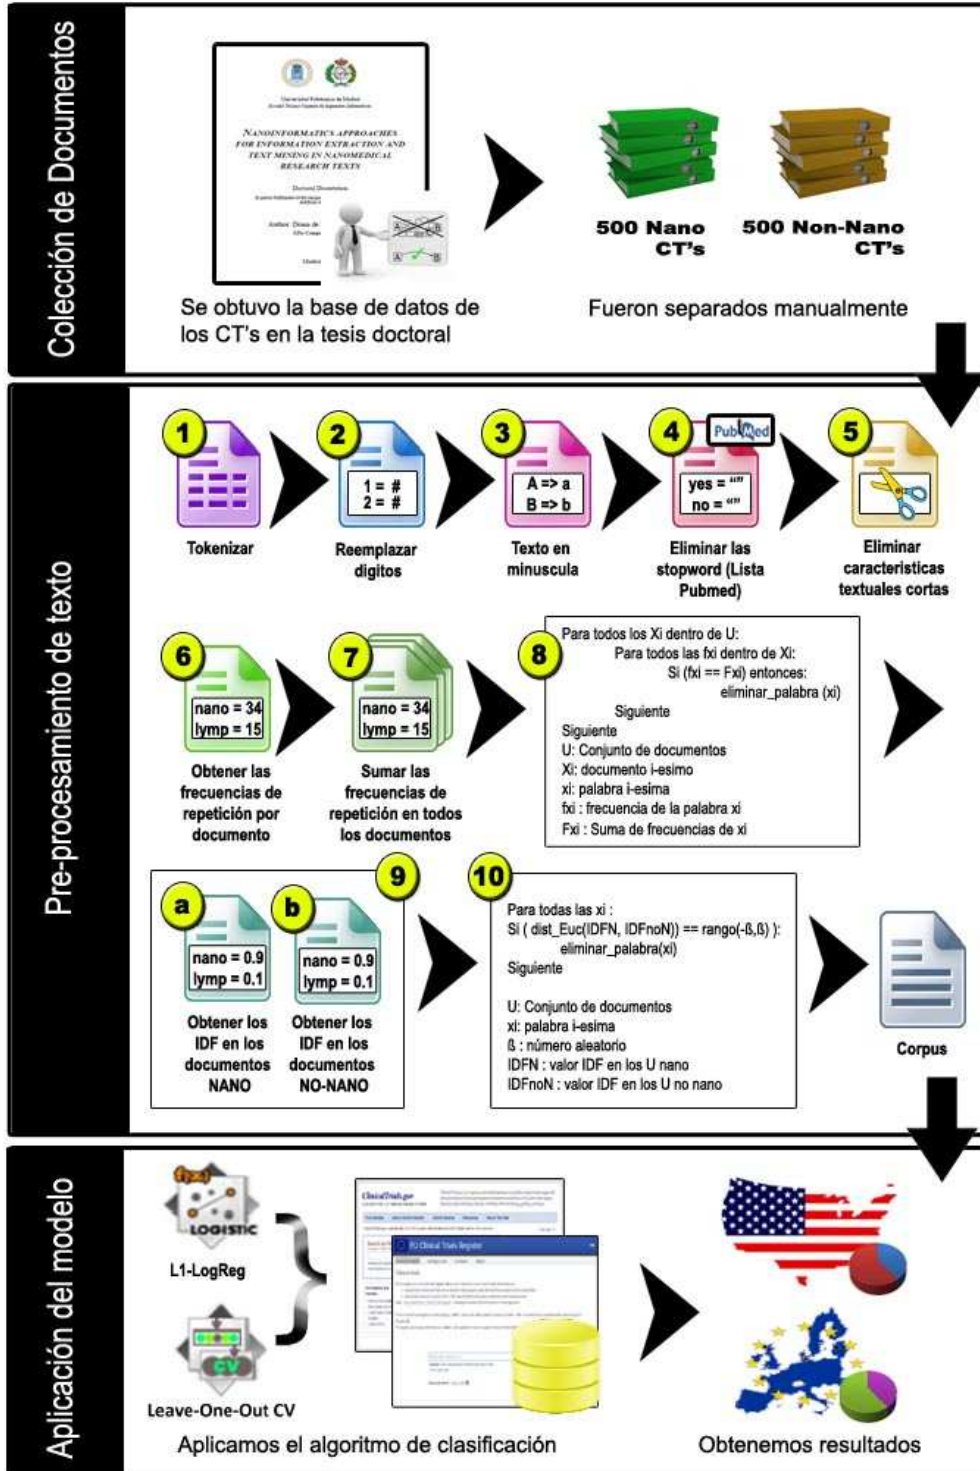 Colección de Documentos
Universidad Politécnica de Madrid
NANOINFORMATICS APPROACHES
FOR INFORMATION EXTRACTION AND
TEXT MINING IN NANOMEDICAL
RESEARCH TEXTS
Doctoral Dissertation
A
B
A
B
Se obtuvo la base de datos de
los CT's en la tesis doctoral
500 Nano
CT's
500 Non-Nano
CT's
Fueron separados manualmente
Pre-procesamiento de texto
1
Tokenizar
2
1 = #
2 = #
Reemplazar
digitos
3
A => a
B => b
Texto en
minuscula
4
PubMed
yes = “”
no = “”
Eliminar las
stopword (Lista
Pubmed)
5
Eliminar
caracteristicas
textuales cortas
6
nano = 34
lymp = 15
Obtener las
frecuencias de
repetición por
documento
7
nano = 34
lymp = 15
Sumar las
frecuencias de
repetición en todos
los documentos
8
Para todos los Xi dentro de U:
Para todos las fxi dentro de Xi:
Si (fxi == Fxi) entonces:
eliminar_palabra (xi)
Siguiente
Siguiente
U: Conjunto de documentos
Xi: documento i-esimo
xi: palabra i-esima
fxi : frecuencia de la palabra xi
Fxi : Suma de frecuencias de xi
9
a
nano = 0.9
lymp = 0.1
Obtener los
IDF en los
documentos
NANO
b
nano = 0.9
lymp = 0.1
Obtener los
IDF en los
documentos
NO-NANO
10
Para todas las xi :
Si ( dist_Euc(IDFN, IDFnoN)) == rango(-ß,ß) ):
eliminar_palabra(xi)
Siguiente
U: Conjunto de documentos
xi: palabra i-esima
ß : número aleatorio
IDFN : valor IDF en los U nano
IDFnoN : valor IDF en los U no nano
Corpus
Aplicación del modelo
f(x)
LOGISTIC
L1-LogReg
CV
Leave-One-Out CV
ClinicalTrials.gov
EU Clinical Trials Register
Aplicamos el algoritmo de clasificación
Obtenemos resultados